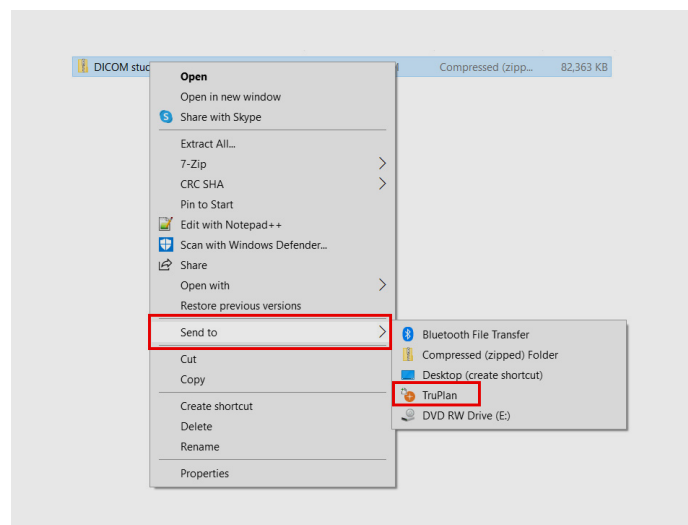 DICOM stud
Compressed (zipp... 82,363 KB
Open
Open in new window
Share with Skype
Extract All...
7-Zip
CRC SHA
Pin to Start
Edit with Notepad++
Scan with Windows Defender...
Share
Open with
Restore previous versions
Send to
Cut
Copy
Create shortcut
Delete
Rename
Properties
Bluetooth File Transfer
Compressed (zipped) Folder
Desktop (create shortcut)
TruPlan
DVD RW Drive (E:)